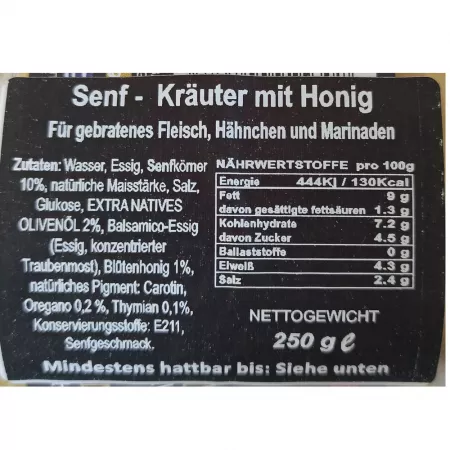 Senf - Kräuter mit Honig
Für gebratenes Fleisch, Hähnchen und Marinaden
Zutaten: Wasser, Essig, Senfkörner
10%, natürliche Maisstärke, Salz,
Glukose, EXTRA NATIVES
OLIVENÖL 2%, Balsamico-Essig
(Essig, konzentrierter
Traubenmost), Blütenhonig 1%,
natürliches Pigment: Carotin,
Oregano 0,2 %, Thymian 0,1%,
Konservierungsstoffe: E211,
Senfgeschmack.
NÄHRWERTSTOFFE pro 100g
Energie 444Kj / 130Kcal
Fett 9 g
davon gesättigte fettsäuren 1.3 g
Kohlenhydrate 7.2 g
davon Zucker 4.5 g
Ballaststoffe 0 g
Eiweiß 4.3 g
Salz 2.4 g
NETTOGEWICHT
250 g ℮
Mindestens hattbar bis: Siehe unten